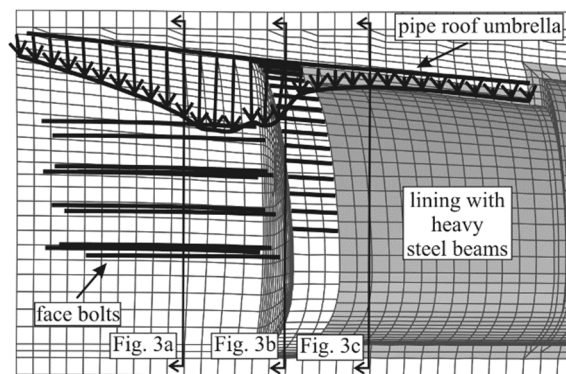 pipe roof umbrella
lining with
heavy
steel beams
face bolts
Fig. 3a
Fig. 3b
Fig. 3c